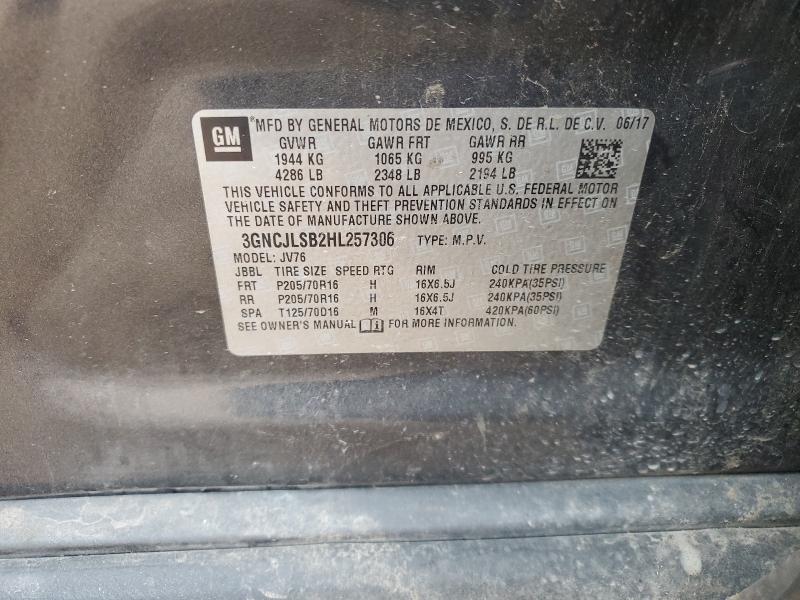 GM ® MFD BY GENERAL MOTORS DE MEXICO, S. DE R.L. DE C.V. 06/17
GVWR GAWR FRT GAWR RR
1944 KG 1065 KG 995 KG
4286 LB 2348 LB 2194 LB
THIS VEHICLE CONFORMS TO ALL APPLICABLE U.S. FEDERAL MOTOR
VEHICLE SAFETY AND THEFT PREVENTION STANDARDS IN EFFECT ON
THE DATE OF MANUFACTURE SHOWN ABOVE.
3GNCJLSB2HL257306 TYPE: M.P.V.
MODEL: JV76
JBBL TIRE SIZE SPEED RTG RIM COLD TIRE PRESSURE
FRT P205/70R16 H 16X6.5J 240KPA(35PSI)
RR P205/70R16 H 16X6.5J 240KPA(35PSI)
SPA T125/70D16 M 16X4T 420KPA(60PSI)
SEE OWNER'S MANUAL FOR MORE INFORMATION.